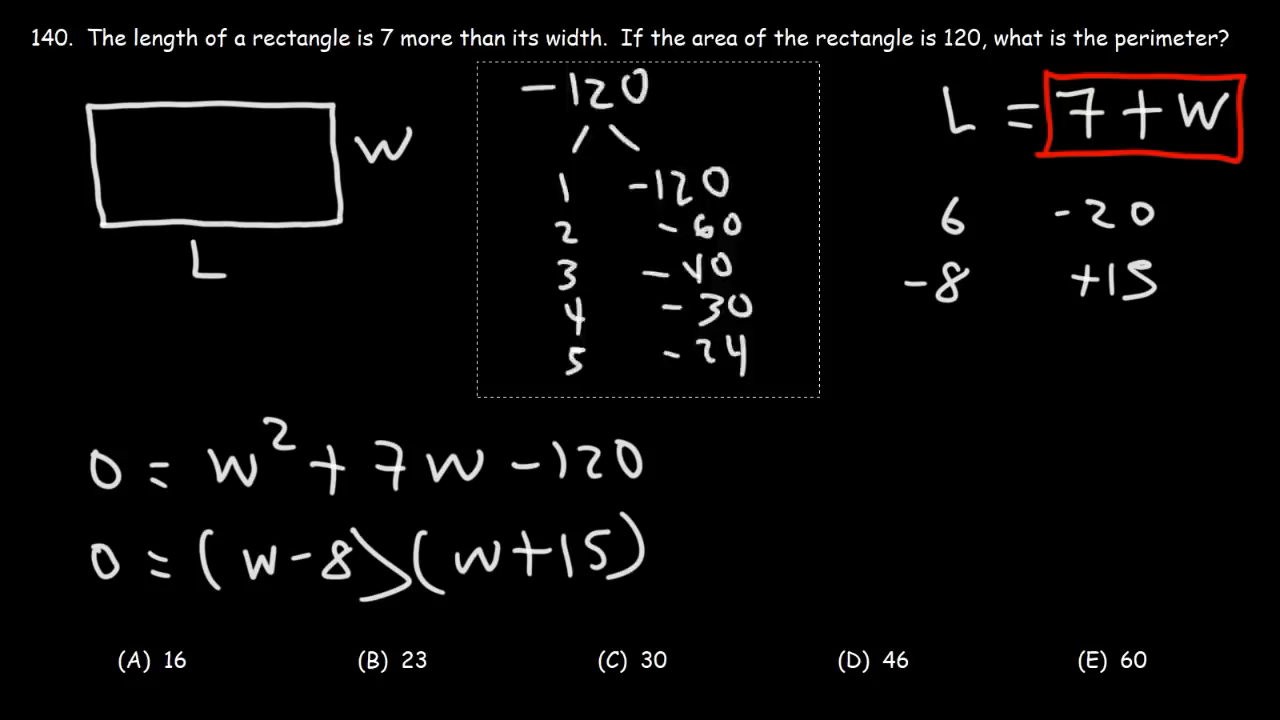 140. The length of a rectangle is 7 more than its width. If the area of the rectangle is 120, what is the perimeter?
W
L
-120
1 -120
2 -60
3 -40
4 -30
5 -24
L = 7 + W
6 -20
-8 +15
0 = w² + 7w - 120
0 = (w - 8)(w + 15)
(A) 16 (B) 23 (C) 30 (D) 46 (E) 60